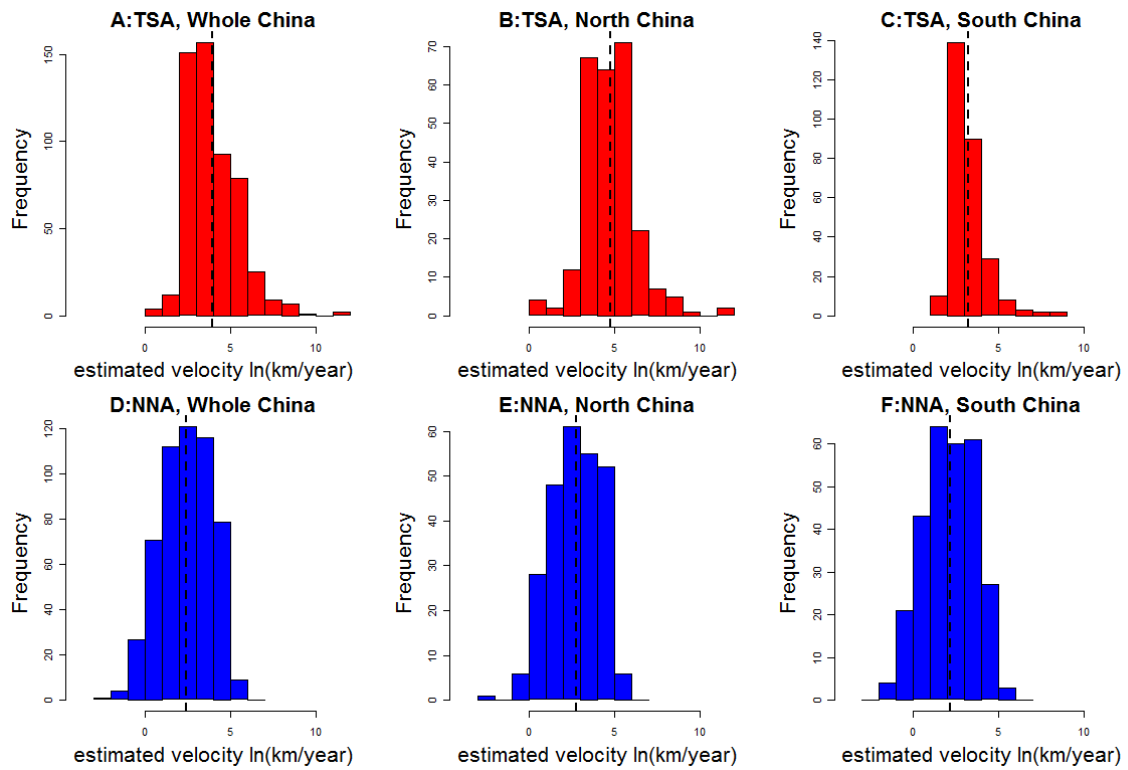 A:TSA, Whole China
B:TSA, North China
C:TSA, South China
Frequency
0 50 100 150
0 5 10
estimated velocity ln(km/year)
Frequency
0 10 20 30 40 50 60 70
0 5 10
estimated velocity ln(km/year)
Frequency
0 20 40 60 80 100 120 140
0 5 10
estimated velocity ln(km/year)
D:NNA, Whole China
E:NNA, North China
F:NNA, South China
Frequency
0 20 40 60 80 100 120
0 5 10
estimated velocity ln(km/year)
Frequency
0 10 20 30 40 50 60
0 5 10
estimated velocity ln(km/year)
Frequency
0 10 20 30 40 50 60
0 5 10
estimated velocity ln(km/year)